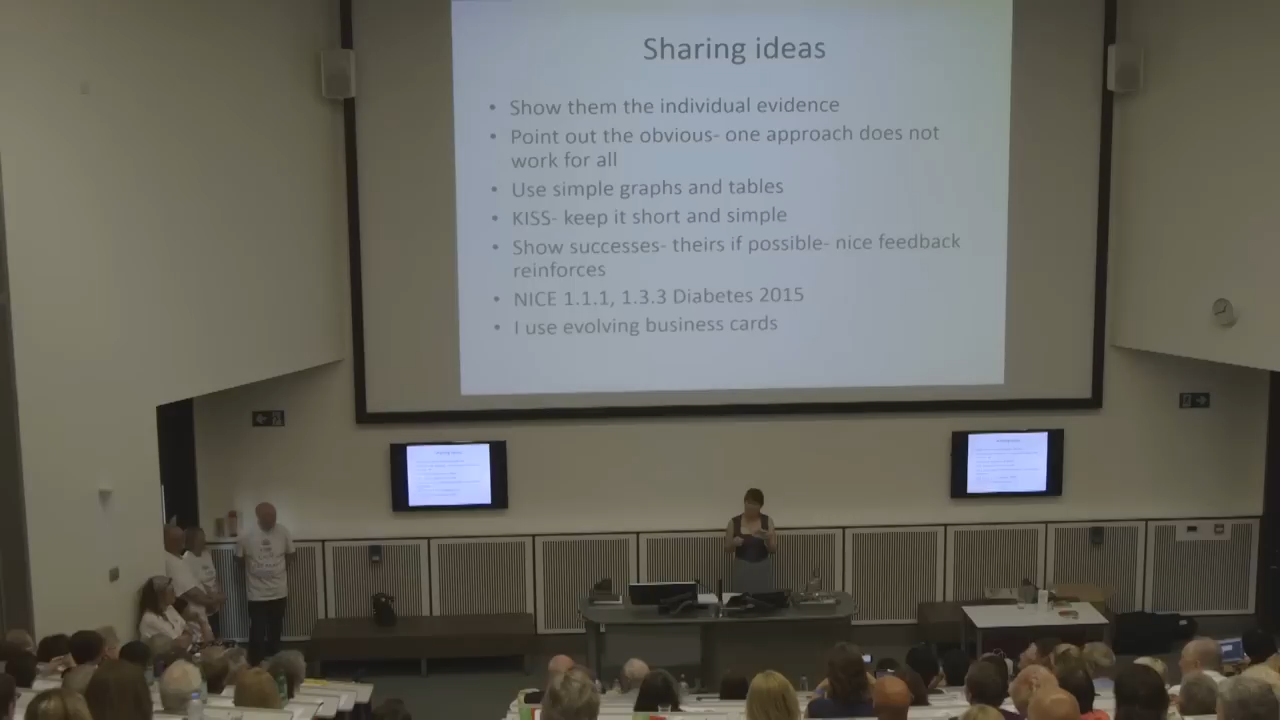 Sharing ideas
• Show them the individual evidence
• Point out the obvious- one approach does not
work for all
• Use simple graphs and tables
• KISS- keep it short and simple
• Show successes- theirs if possible- nice feedback
reinforces
• NICE 1.1.1, 1.3.3 Diabetes 2015
• I use evolving business cards